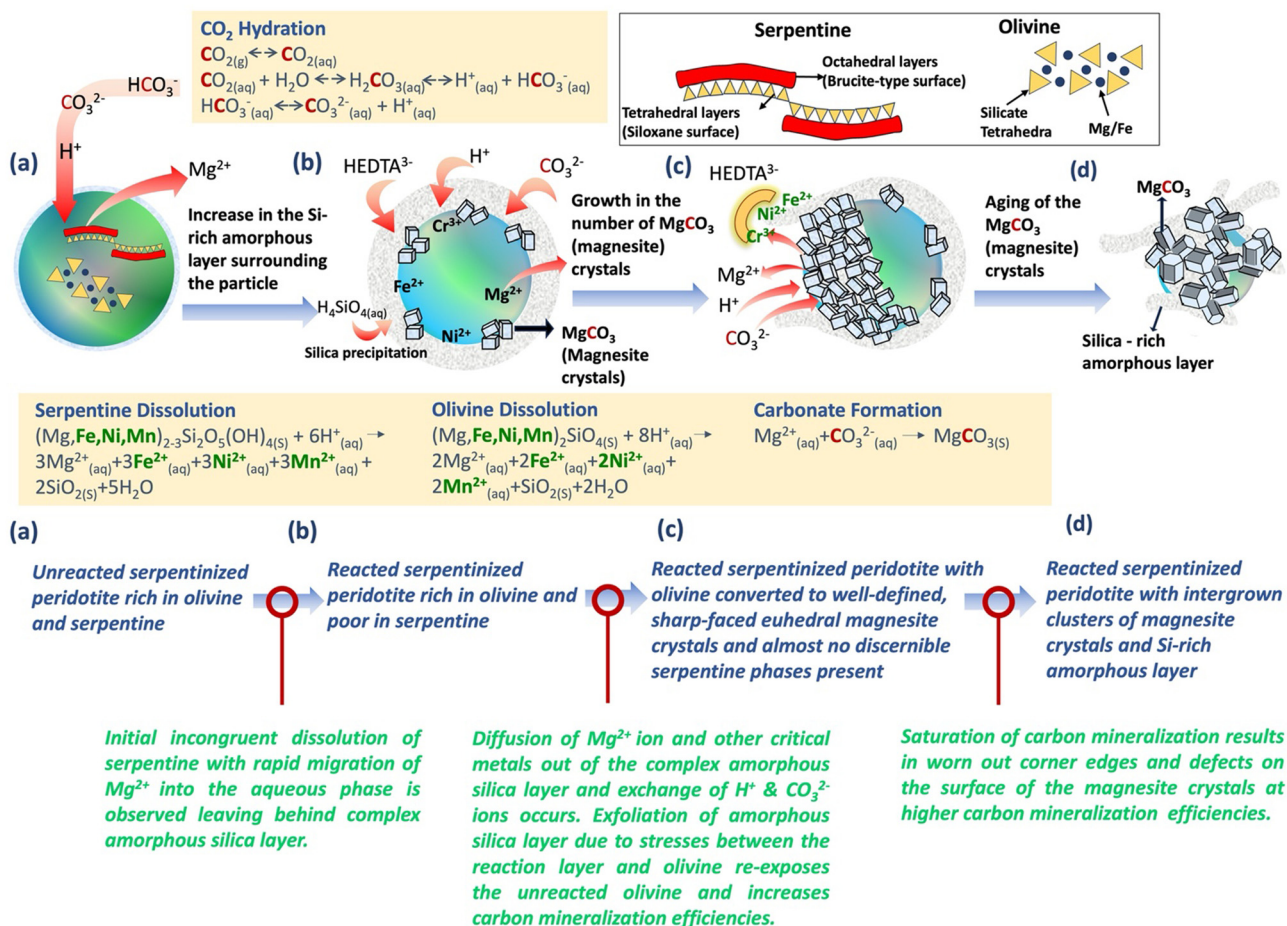 CO₂ Hydration
CO₂₍g₎ ↔ CO₂₍aq₎
CO₂₍aq₎ + H₂O ↔ H₂CO₃₍aq₎ ↔ H⁺₍aq₎ + HCO₃⁻₍aq₎
HCO₃⁻₍aq₎ ↔ CO₃²⁻₍aq₎ + H⁺₍aq₎
Serpentine
Octahedral layers
(Brucite-type surface)
Tetrahedral layers
(Siloxane surface)
Olivine
Silicate
Tetrahedra
Mg/Fe
HCO₃⁻
CO₃²⁻
H⁺
(a)
Mg²⁺
Increase in the Si-
rich amorphous
layer surrounding
the particle
(b)
HEDTA³⁻
H⁺
CO₃²⁻
Cr³⁺
Fe²⁺
Mg²⁺
Ni²⁺
H₄SiO₄₍aq₎
Silica precipitation
MgCO₃
(Magnesite
crystals)
Growth in the
number of MgCO₃
(magnesite)
crystals
(c)
HEDTA³⁻
Fe²⁺
Ni²⁺
Cr³⁺
Mg²⁺
H⁺
CO₃²⁻
Aging of the
MgCO₃
(magnesite)
crystals
(d)
MgCO₃
Silica - rich
amorphous layer
Serpentine Dissolution
(Mg,Fe,Ni,Mn)₂₋₃Si₂O₅(OH)₄₍S₎ + 6H⁺₍aq₎ →
3Mg²⁺₍aq₎+3Fe²⁺₍aq₎+3Ni²⁺₍aq₎+3Mn²⁺₍aq₎ +
2SiO₂₍S₎+5H₂O
Olivine Dissolution
(Mg,Fe,Ni,Mn)₂SiO₄₍S₎ + 8H⁺₍aq₎→
2Mg²⁺₍aq₎+2Fe²⁺₍aq₎+2Ni²⁺₍aq₎+
2Mn²⁺₍aq₎+SiO₂₍S₎+2H₂O
Carbonate Formation
Mg²⁺₍aq₎+CO₃²⁻₍aq₎ → MgCO₃₍S₎
(a)
Unreacted serpentinized
peridotite rich in olivine
and serpentine
(b)
Reacted serpentinized
peridotite rich in olivine and
poor in serpentine
(c)
Reacted serpentinized peridotite with
olivine converted to well-defined,
sharp-faced euhedral magnesite
crystals and almost no discernible
serpentine phases present
(d)
Reacted serpentinized
peridotite with intergrown
clusters of magnesite
crystals and Si-rich
amorphous layer
Initial incongruent dissolution of
serpentine with rapid migration of
Mg²⁺ into the aqueous phase is
observed leaving behind complex
amorphous silica layer.
Diffusion of Mg²⁺ ion and other critical
metals out of the complex amorphous
silica layer and exchange of H⁺ & CO₃²⁻
ions occurs. Exfoliation of amorphous
silica layer due to stresses between the
reaction layer and olivine re-exposes
the unreacted olivine and increases
carbon mineralization efficiencies.
Saturation of carbon mineralization results
in worn out corner edges and defects on
the surface of the magnesite crystals at
higher carbon mineralization efficiencies.